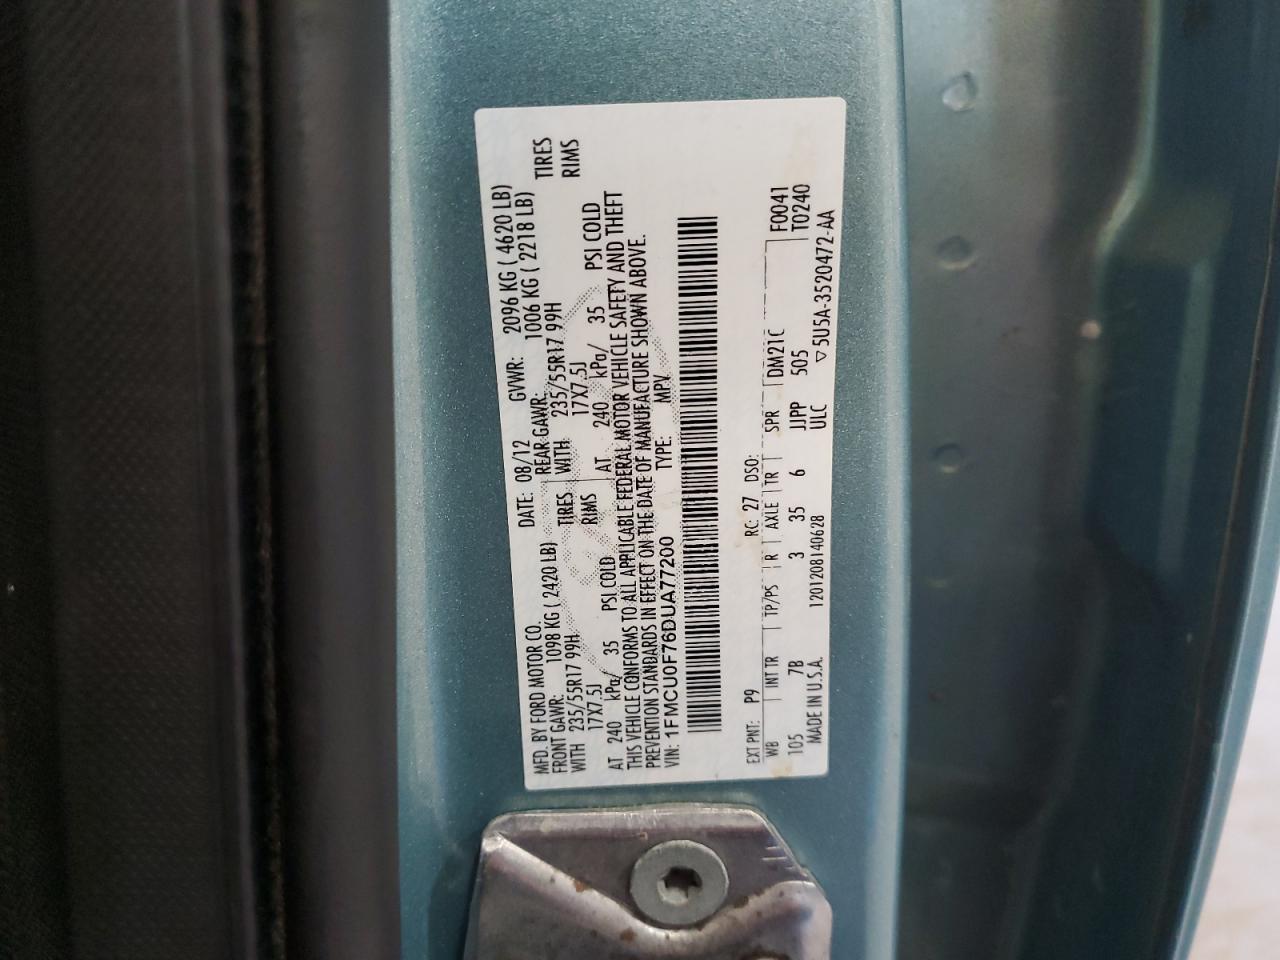 MFD. BY FORD MOTOR CO. DATE: 08/12 GVWR: 2096 KG ( 4620 LB)
FRONT GAWR: 1098 KG ( 2420 LB) REAR GAWR: 1006 KG ( 2218 LB)
WITH 235/55R17 99H TIRES WITH 235/55R17 99H TIRES
17X7.5J RIMS 17X7.5J RIMS
AT 240 kPa/ 35 PSI COLD AT 240 kPa/ 35 PSI COLD
THIS VEHICLE CONFORMS TO ALL APPLICABLE FEDERAL MOTOR VEHICLE SAFETY AND THEFT
PREVENTION STANDARDS IN EFFECT ON THE DATE OF MANUFACTURE SHOWN ABOVE.
VIN: 1FMCU0F76DUA77200 TYPE: MPV
EXT PNT: P9 RC: 27 DSO: F0041
WB INT TR TP/PS R AXLE TR SPR DM21C T0240
105 7B 3 35 6 JJPP 505
MADE IN U.S.A. 1201208140628 ULC ▽5U5A-3520472-AA